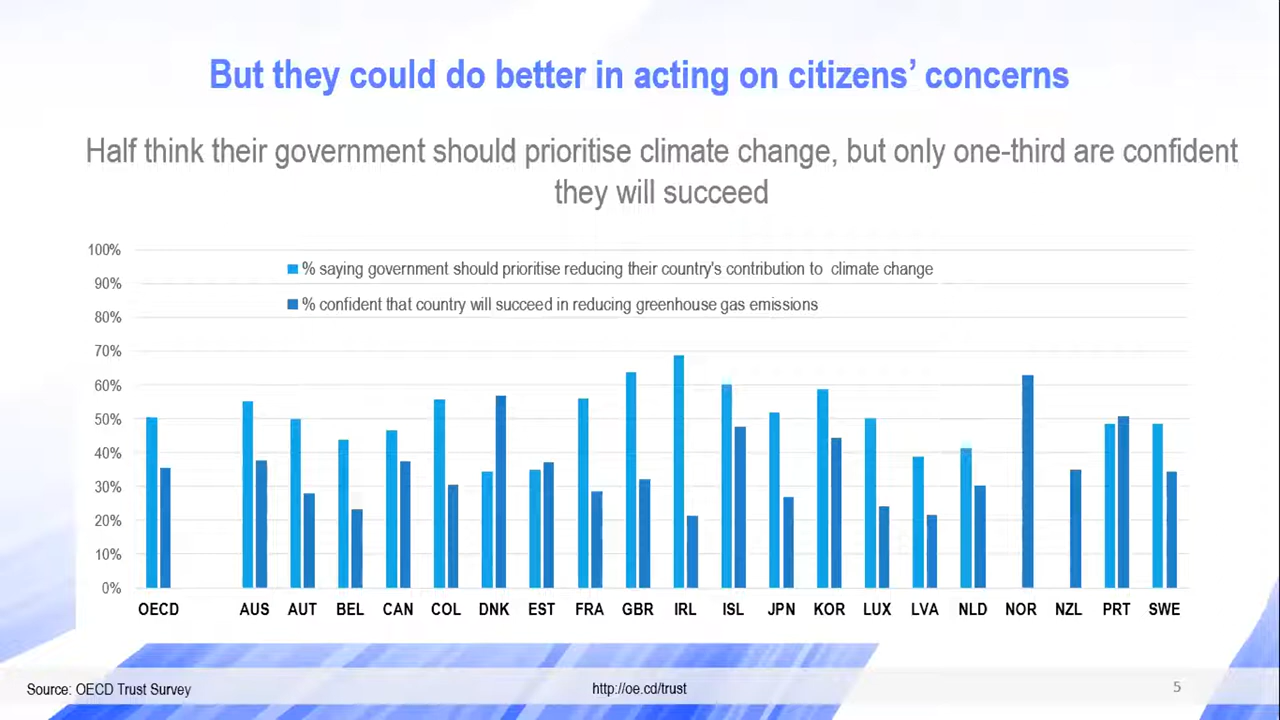 But they could do better in acting on citizens’ concerns
Half think their government should prioritise climate change, but only one-third are confident
they will succeed
100%
90%
80%
70%
60%
50%
40%
30%
20%
10%
0%
% saying government should prioritise reducing their country's contribution to climate change
% confident that country will succeed in reducing greenhouse gas emissions
OECD AUS AUT BEL CAN COL DNK EST FRA GBR IRL ISL JPN KOR LUX LVA NLD NOR NZL PRT SWE
Source: OECD Trust Survey
http://oe.cd/trust
5